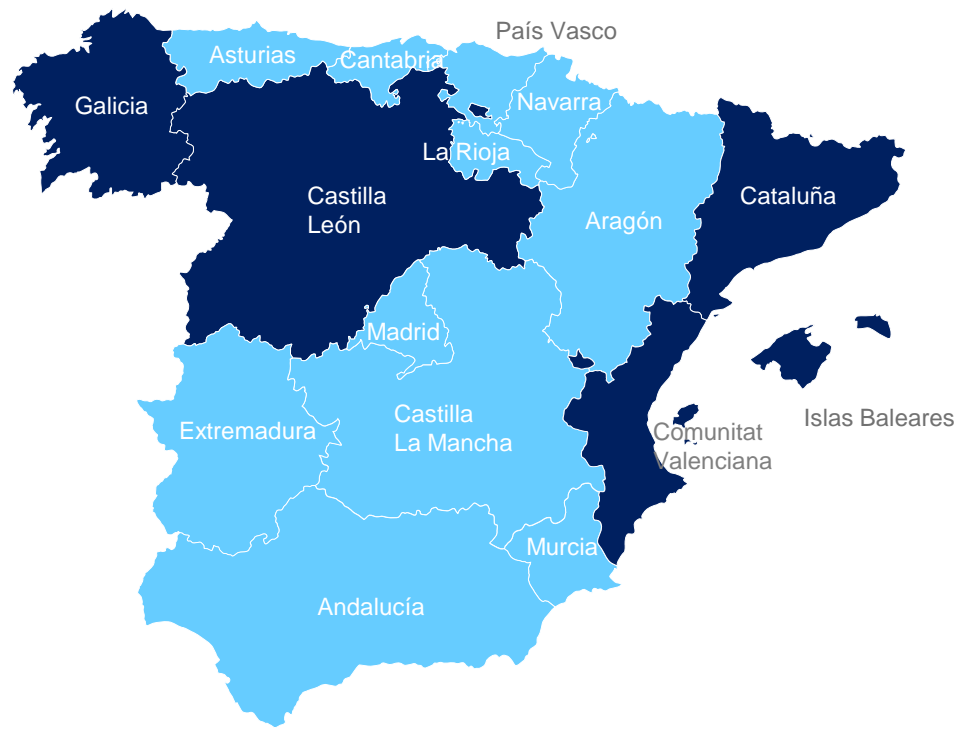 País Vasco
Asturias
Cantabria
Galicia
Navarra
La Rioja
Castilla
León
Aragón
Cataluña
Madrid
Castilla
La Mancha
Islas Baleares
Extremadura
Comunitat
Valenciana
Murcia
Andalucía